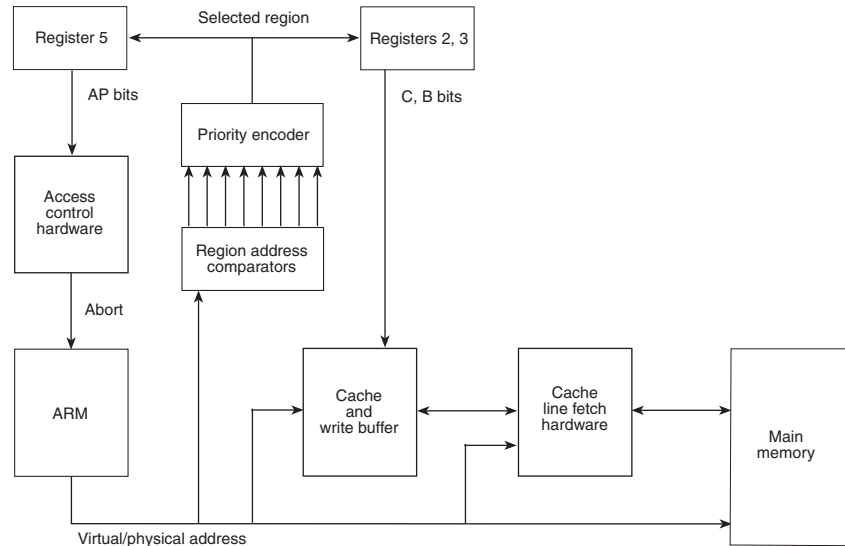 Selected region
Register 5
Registers 2, 3
AP bits
C, B bits
Priority encoder
Access
control
hardware
Region address
comparators
Abort
ARM
Cache
and
write buffer
Cache
line fetch
hardware
Main
memory
Virtual/physical address